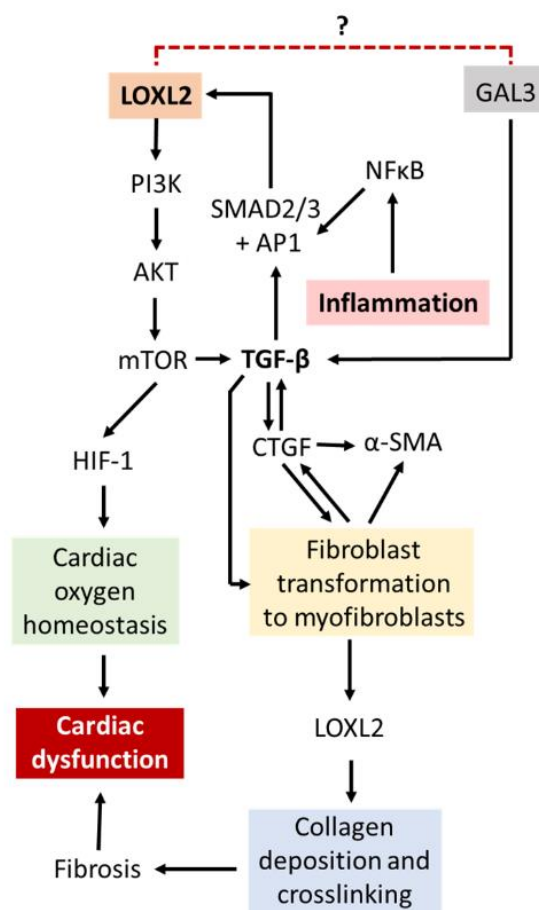 ?
LOXL2
GAL3
PI3K
SMAD2/3
+ AP1
NFκB
AKT
Inflammation
mTOR
TGF-β
HIF-1
CTGF
α-SMA
Cardiac
oxygen
homeostasis
Fibroblast
transformation
to myofibroblasts
Cardiac
dysfunction
LOXL2
Fibrosis
Collagen
deposition and
crosslinking